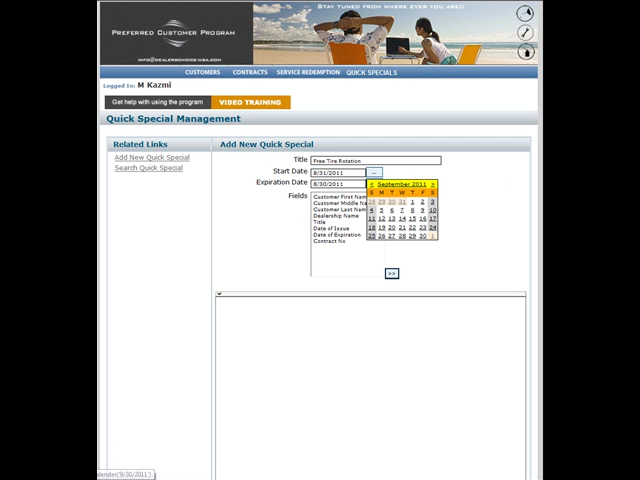 STAY TUNED FROM WHERE EVER YOU ARE!!
PREFERRED CUSTOMER PROGRAM
INFO@DEALERSCHOICE-USA.COM
CUSTOMERS CONTRACTS SERVICE REDEMPTION QUICK SPECIALS
Logged In: M Kazmi
Get help with using the program VIDEO TRAINING
Quick Special Management
Related Links
Add New Quick Special
Search Quick Special
Add New Quick Special
Title Free Tire Rotation
Start Date 8/31/2011 ...
Expiration Date 8/30/2011
< September 2011 >
S M T W T F S
28 29 30 31 1 2 3
4 5 6 7 8 9 10
11 12 13 14 15 16 17
18 19 20 21 22 23 24
25 26 27 28 29 30 1
Fields
Customer First Nam
Customer Middle Na
Customer Last Nam
Dealership Name
Title
Date of Issue
Date of Expiration
Contract No
>>
lendar('9/30/2011')